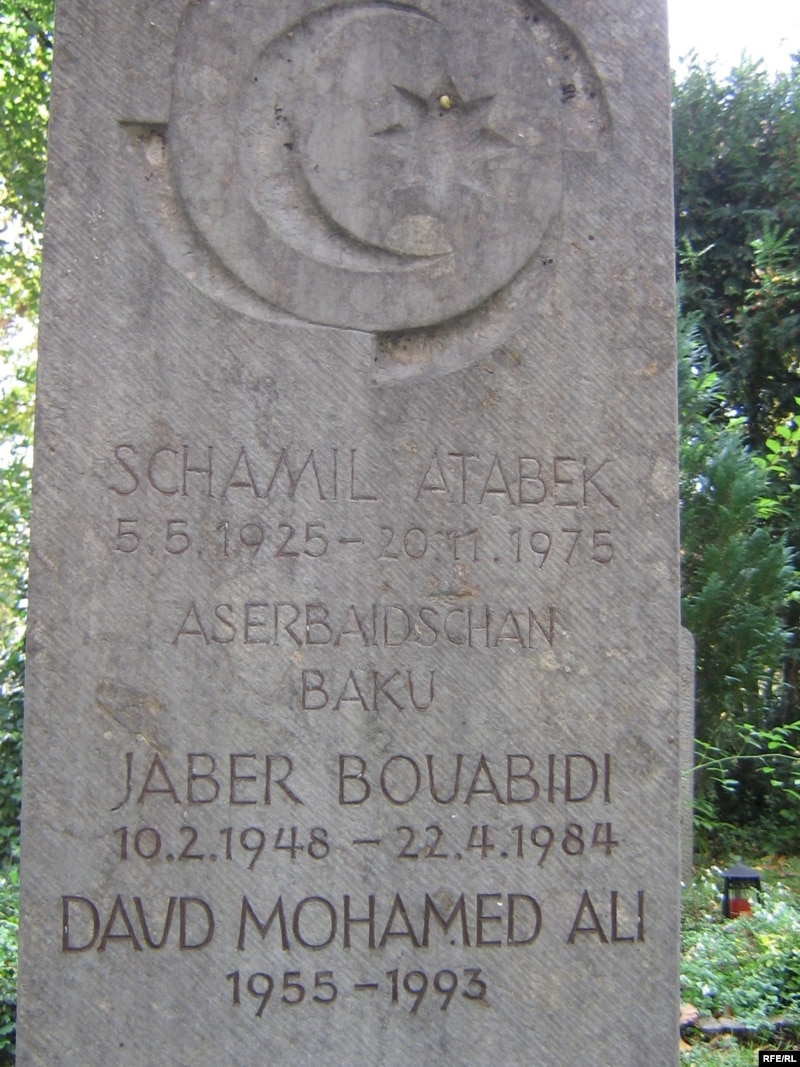 SCHAMIL ATABEK
5.5.1925 – 20.11.1975
ASERBAIDSCHAN
BAKU
JABER BOUABIDI
10.2.1948 – 22.4.1984
DAUD MOHAMED ALI
1955 – 1993
RFE/RL